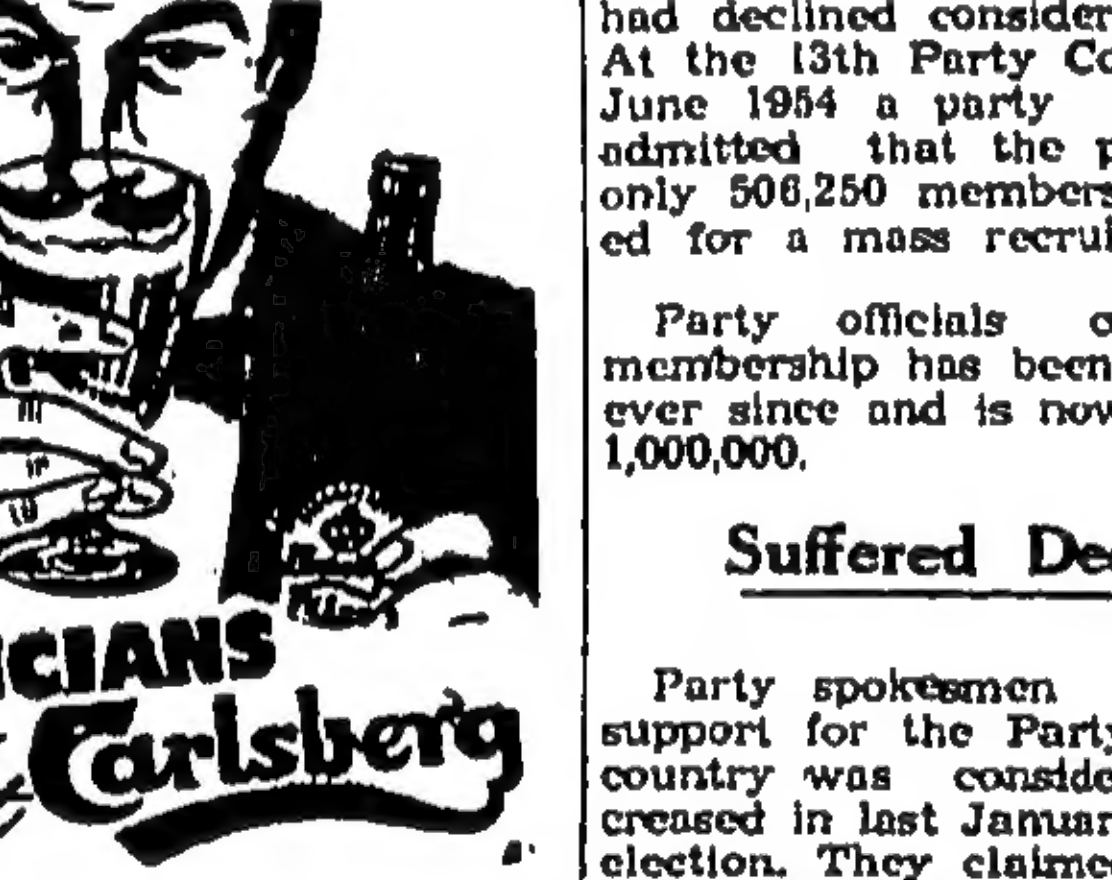 ICIANS
Carlsberg
had declined consider
At the 13th Party Co
June 1954 a party
admitted that the p
only 506,250 members
ed for a mass recrui
Party officials c
membership has been
ever since and is now
1,000,000.
Suffered De
Party spokesmen
support for the Party
country was conside
creased in last Januar
election. They claimed